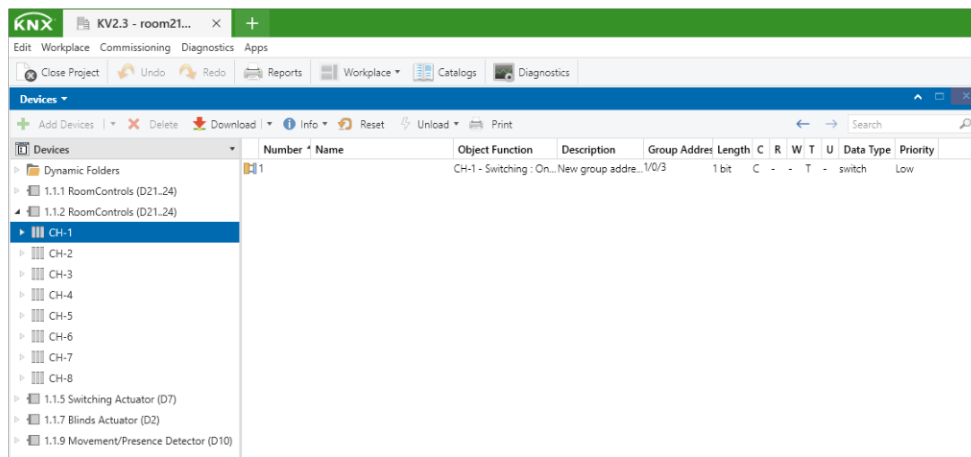 KNX KV2.3 - room21... × +
Edit Workplace Commissioning Diagnostics Apps
Close Project Undo Redo Reports Workplace Catalogs Diagnostics
Devices
Add Devices Delete Download Info Reset Unload Print Search
Devices Number Name Object Function Description Group Addres Length C R W T U Data Type Priority
Dynamic Folders 1 CH-1 - Switching : On... New group addre... 1/0/3 1 bit C - - T - switch Low
1.1.1 RoomControls (D21..24)
1.1.2 RoomControls (D21..24)
CH-1
CH-2
CH-3
CH-4
CH-5
CH-6
CH-7
CH-8
1.1.5 Switching Actuator (D7)
1.1.7 Blinds Actuator (D2)
1.1.9 Movement/Presence Detector (D10)